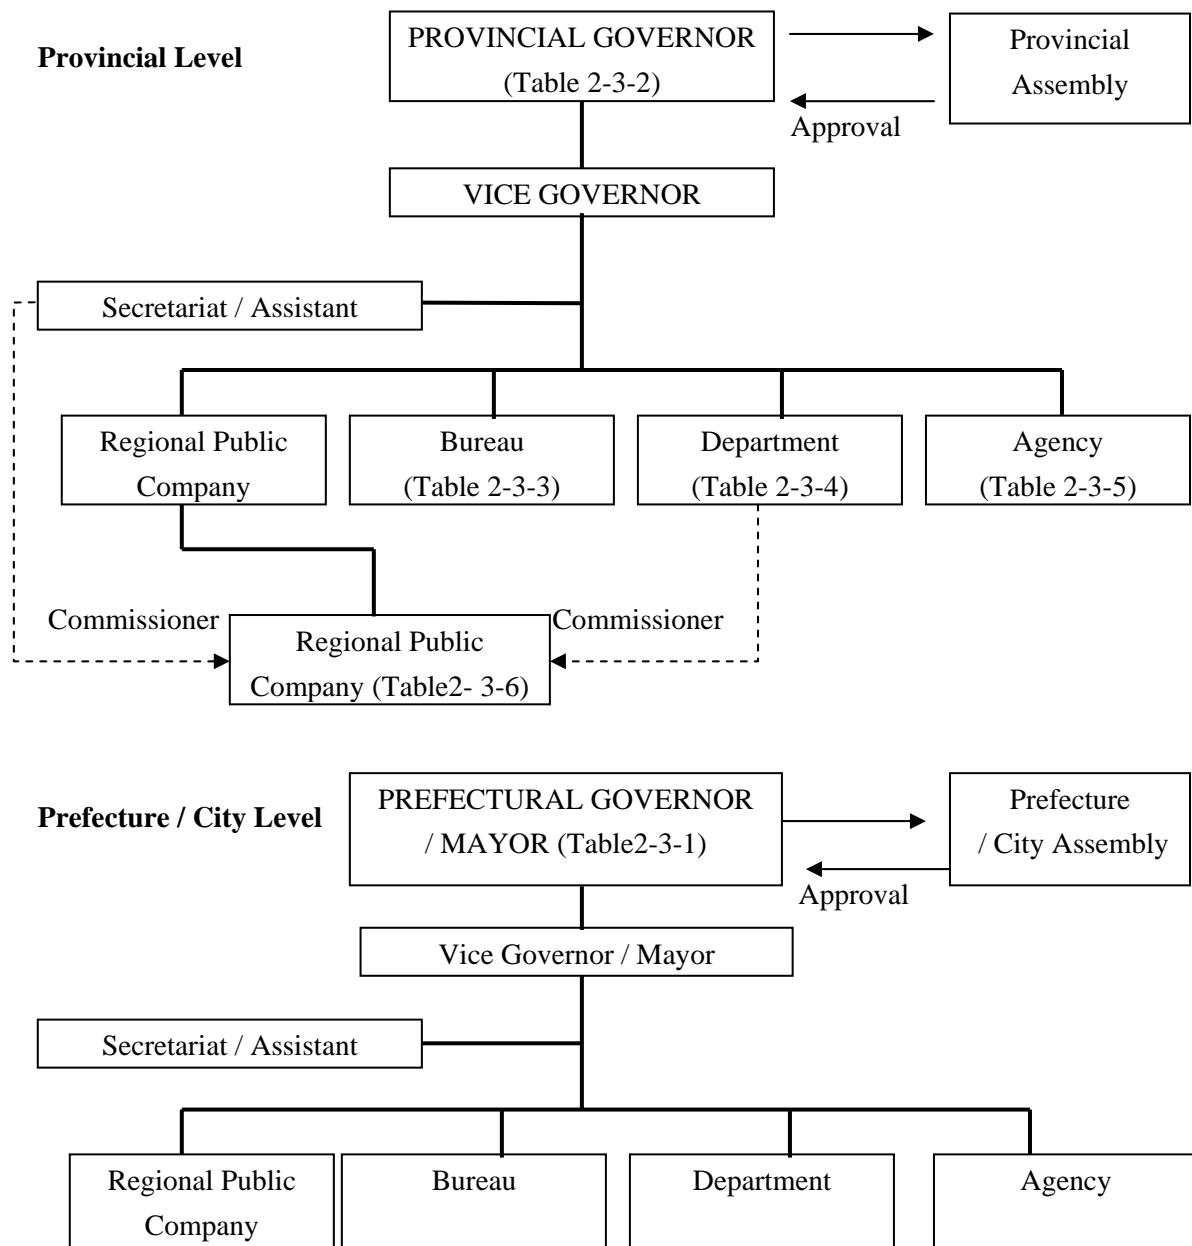 Provincial Level
PROVINCIAL GOVERNOR
(Table 2-3-2)
Provincial
Assembly
Approval
VICE GOVERNOR
Secretariat / Assistant
Regional Public
Company
Bureau
(Table 2-3-3)
Department
(Table 2-3-4)
Agency
(Table 2-3-5)
Commissioner
Commissioner
Regional Public
Company (Table2- 3-6)
Prefecture / City Level
PREFECTURAL GOVERNOR
/ MAYOR (Table2-3-1)
Prefecture
/ City Assembly
Approval
Vice Governor / Mayor
Secretariat / Assistant
Regional Public
Company
Bureau
Department
Agency